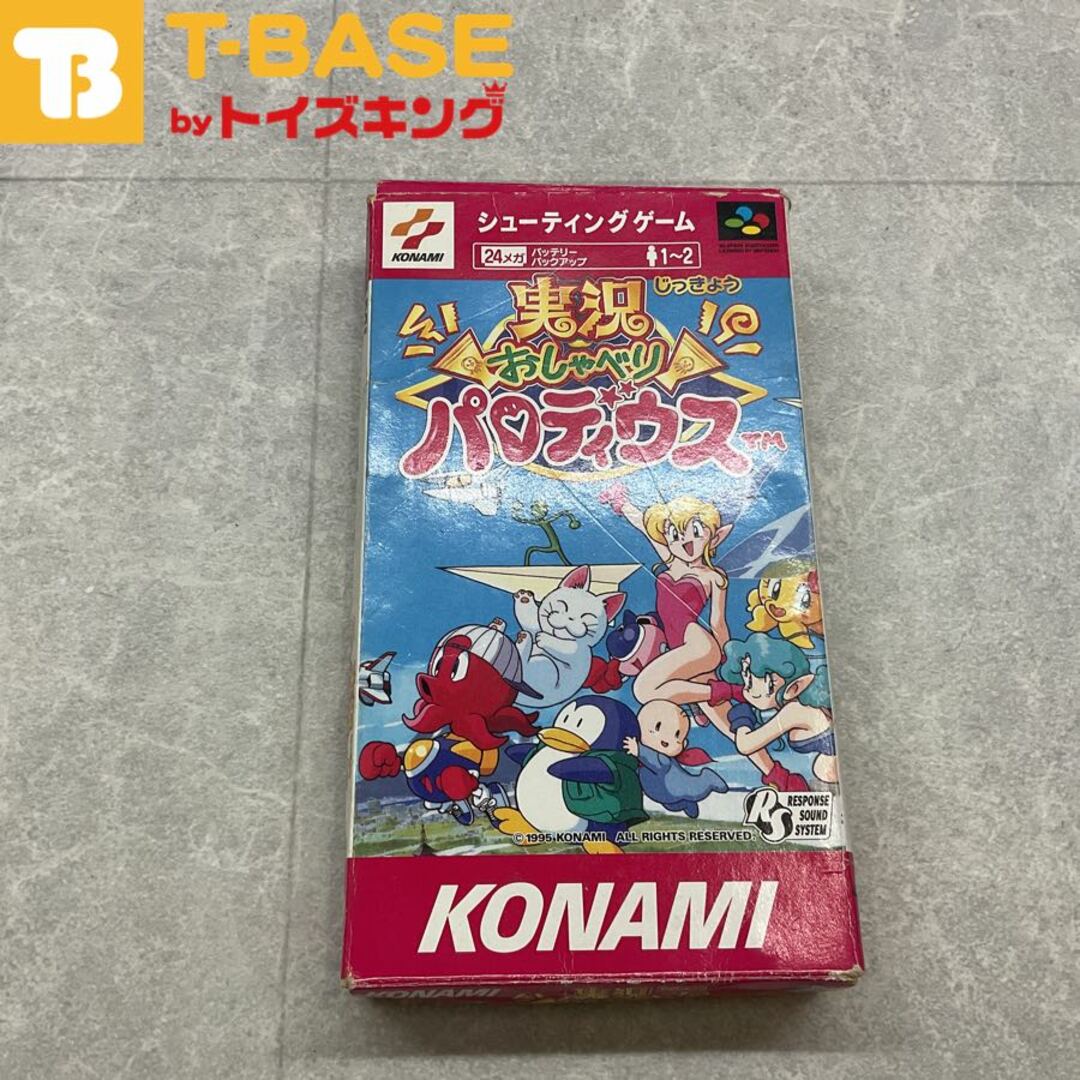 T-BASE
by トイズキング
KONAMI
シューティングゲーム
24メガ
バッテリー
バックアップ
1~2
実況
じっきょう
おしゃべり
パロディウス
TM
RS
RESPONSE
SOUND
SYSTEM
©1995 KONAMI ALL RIGHTS RESERVED.
KONAMI
KONAMI